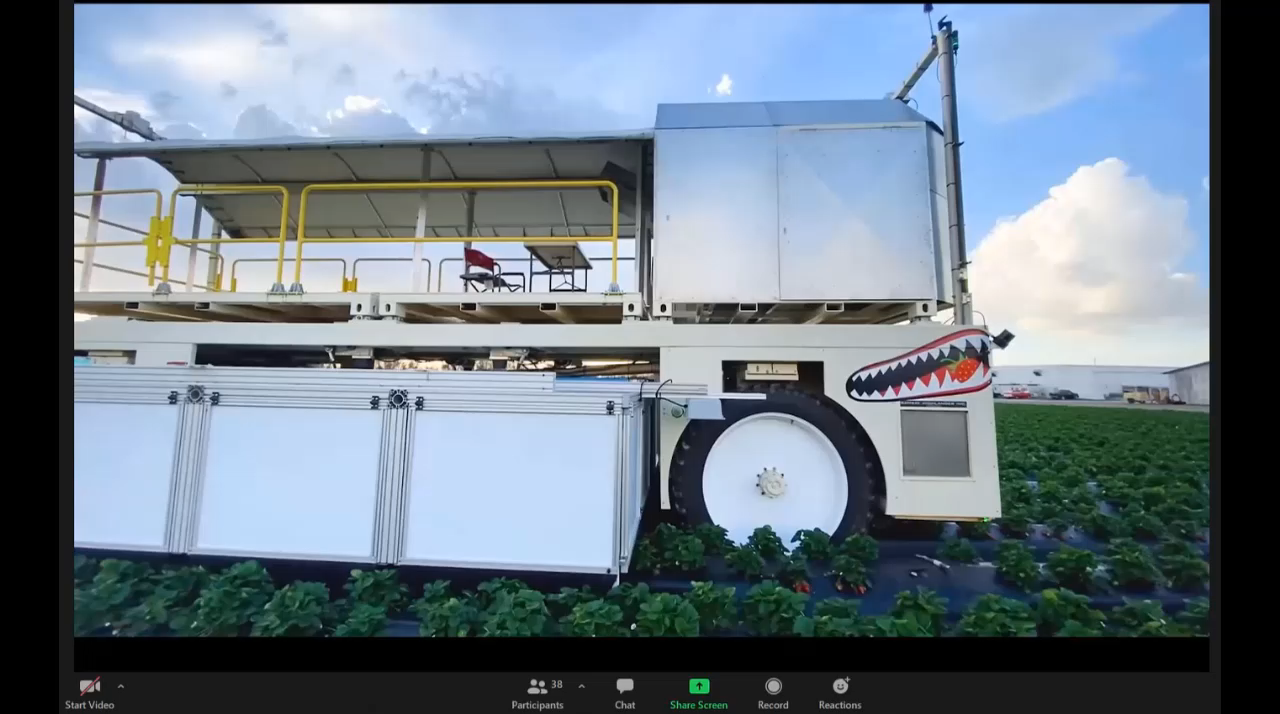 Start Video
Participants
38
Chat
Share Screen
Record
Reactions